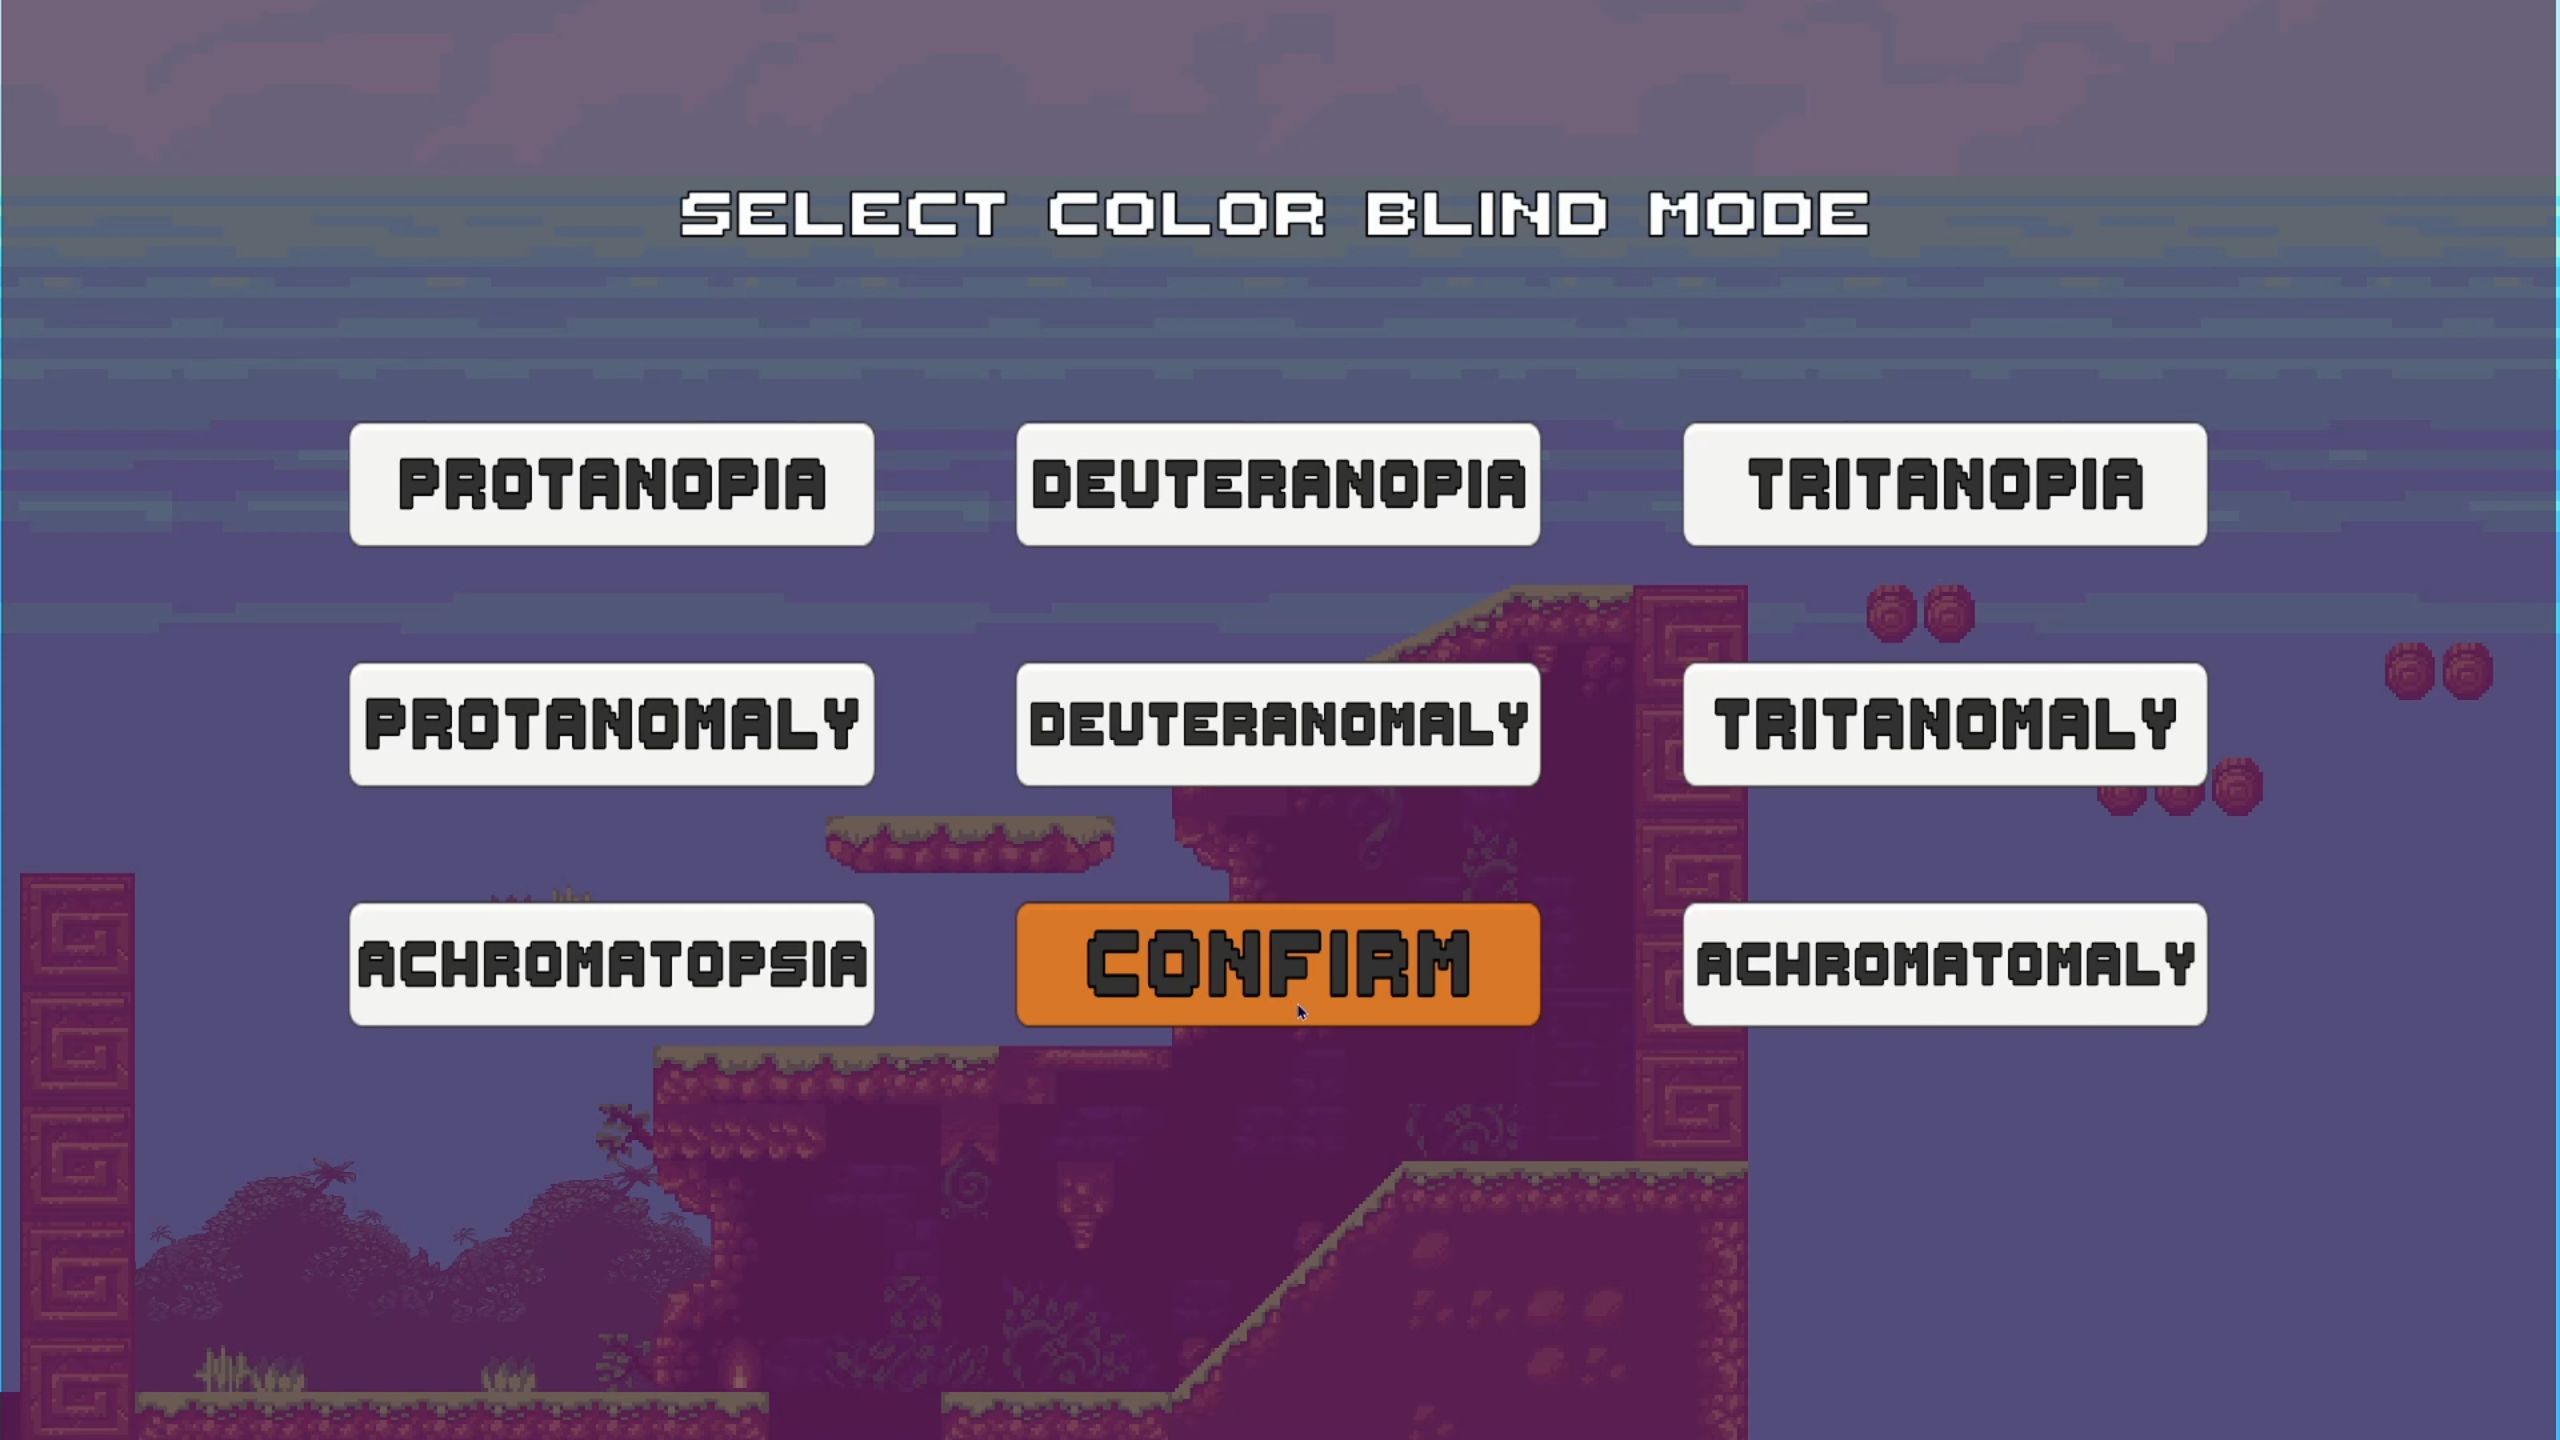 SELECT COLOR BLIND MODE
PROTANOPIA
DEUTERANOPIA
TRITANOPIA
PROTANOMALY
DEUTERANOMALY
TRITANOMALY
ACHROMATOPSIA
CONFIRM
ACHROMATOMALY